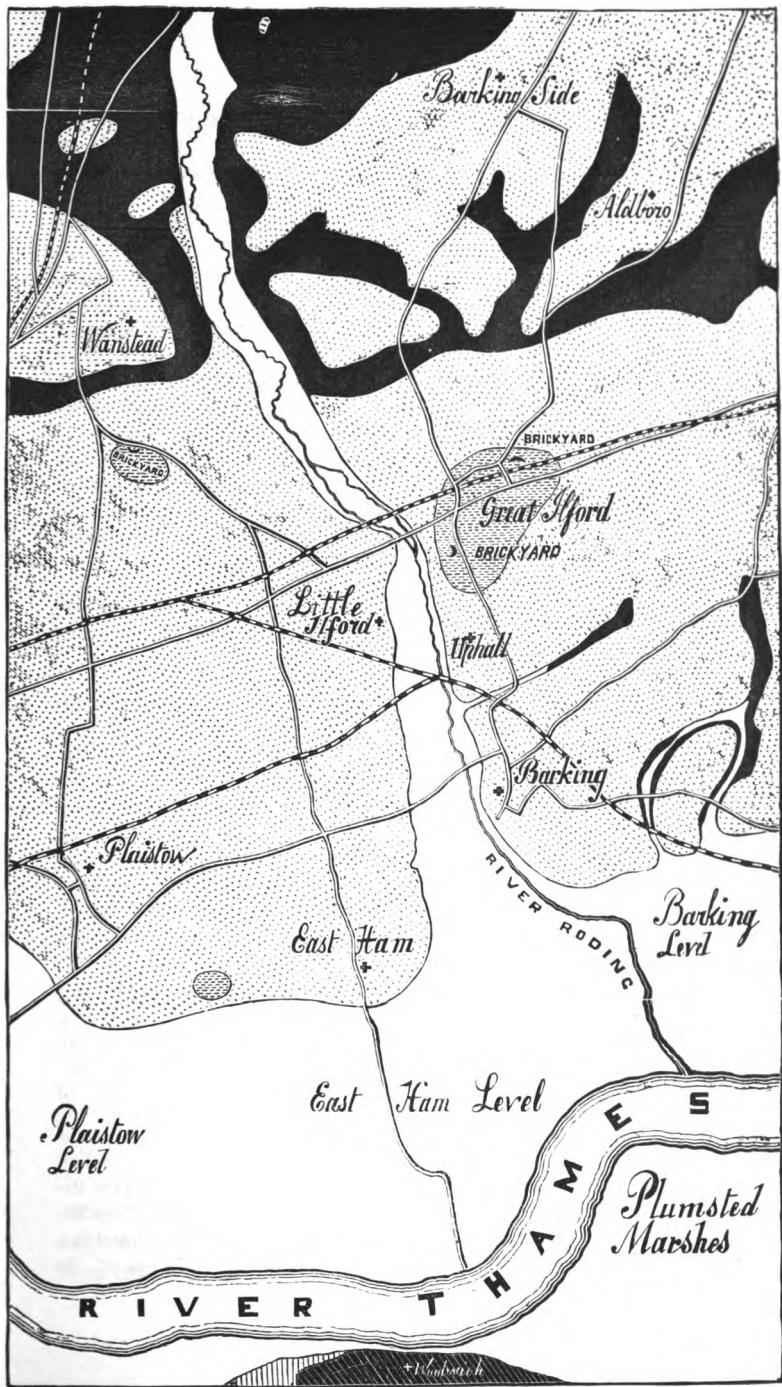 Barking Side
Aldboro
Wanstead
BRICKYARD
BRICKYARD
Great Ilford
BRICKYARD
Little
Ilford
Uphall
Barking
Plaistow
RIVER RODING
Barking
Level
East Ham
East Ham Level
Plaistow
Level
Plumsted
Marshes
RIVER THAMES
Woolwich